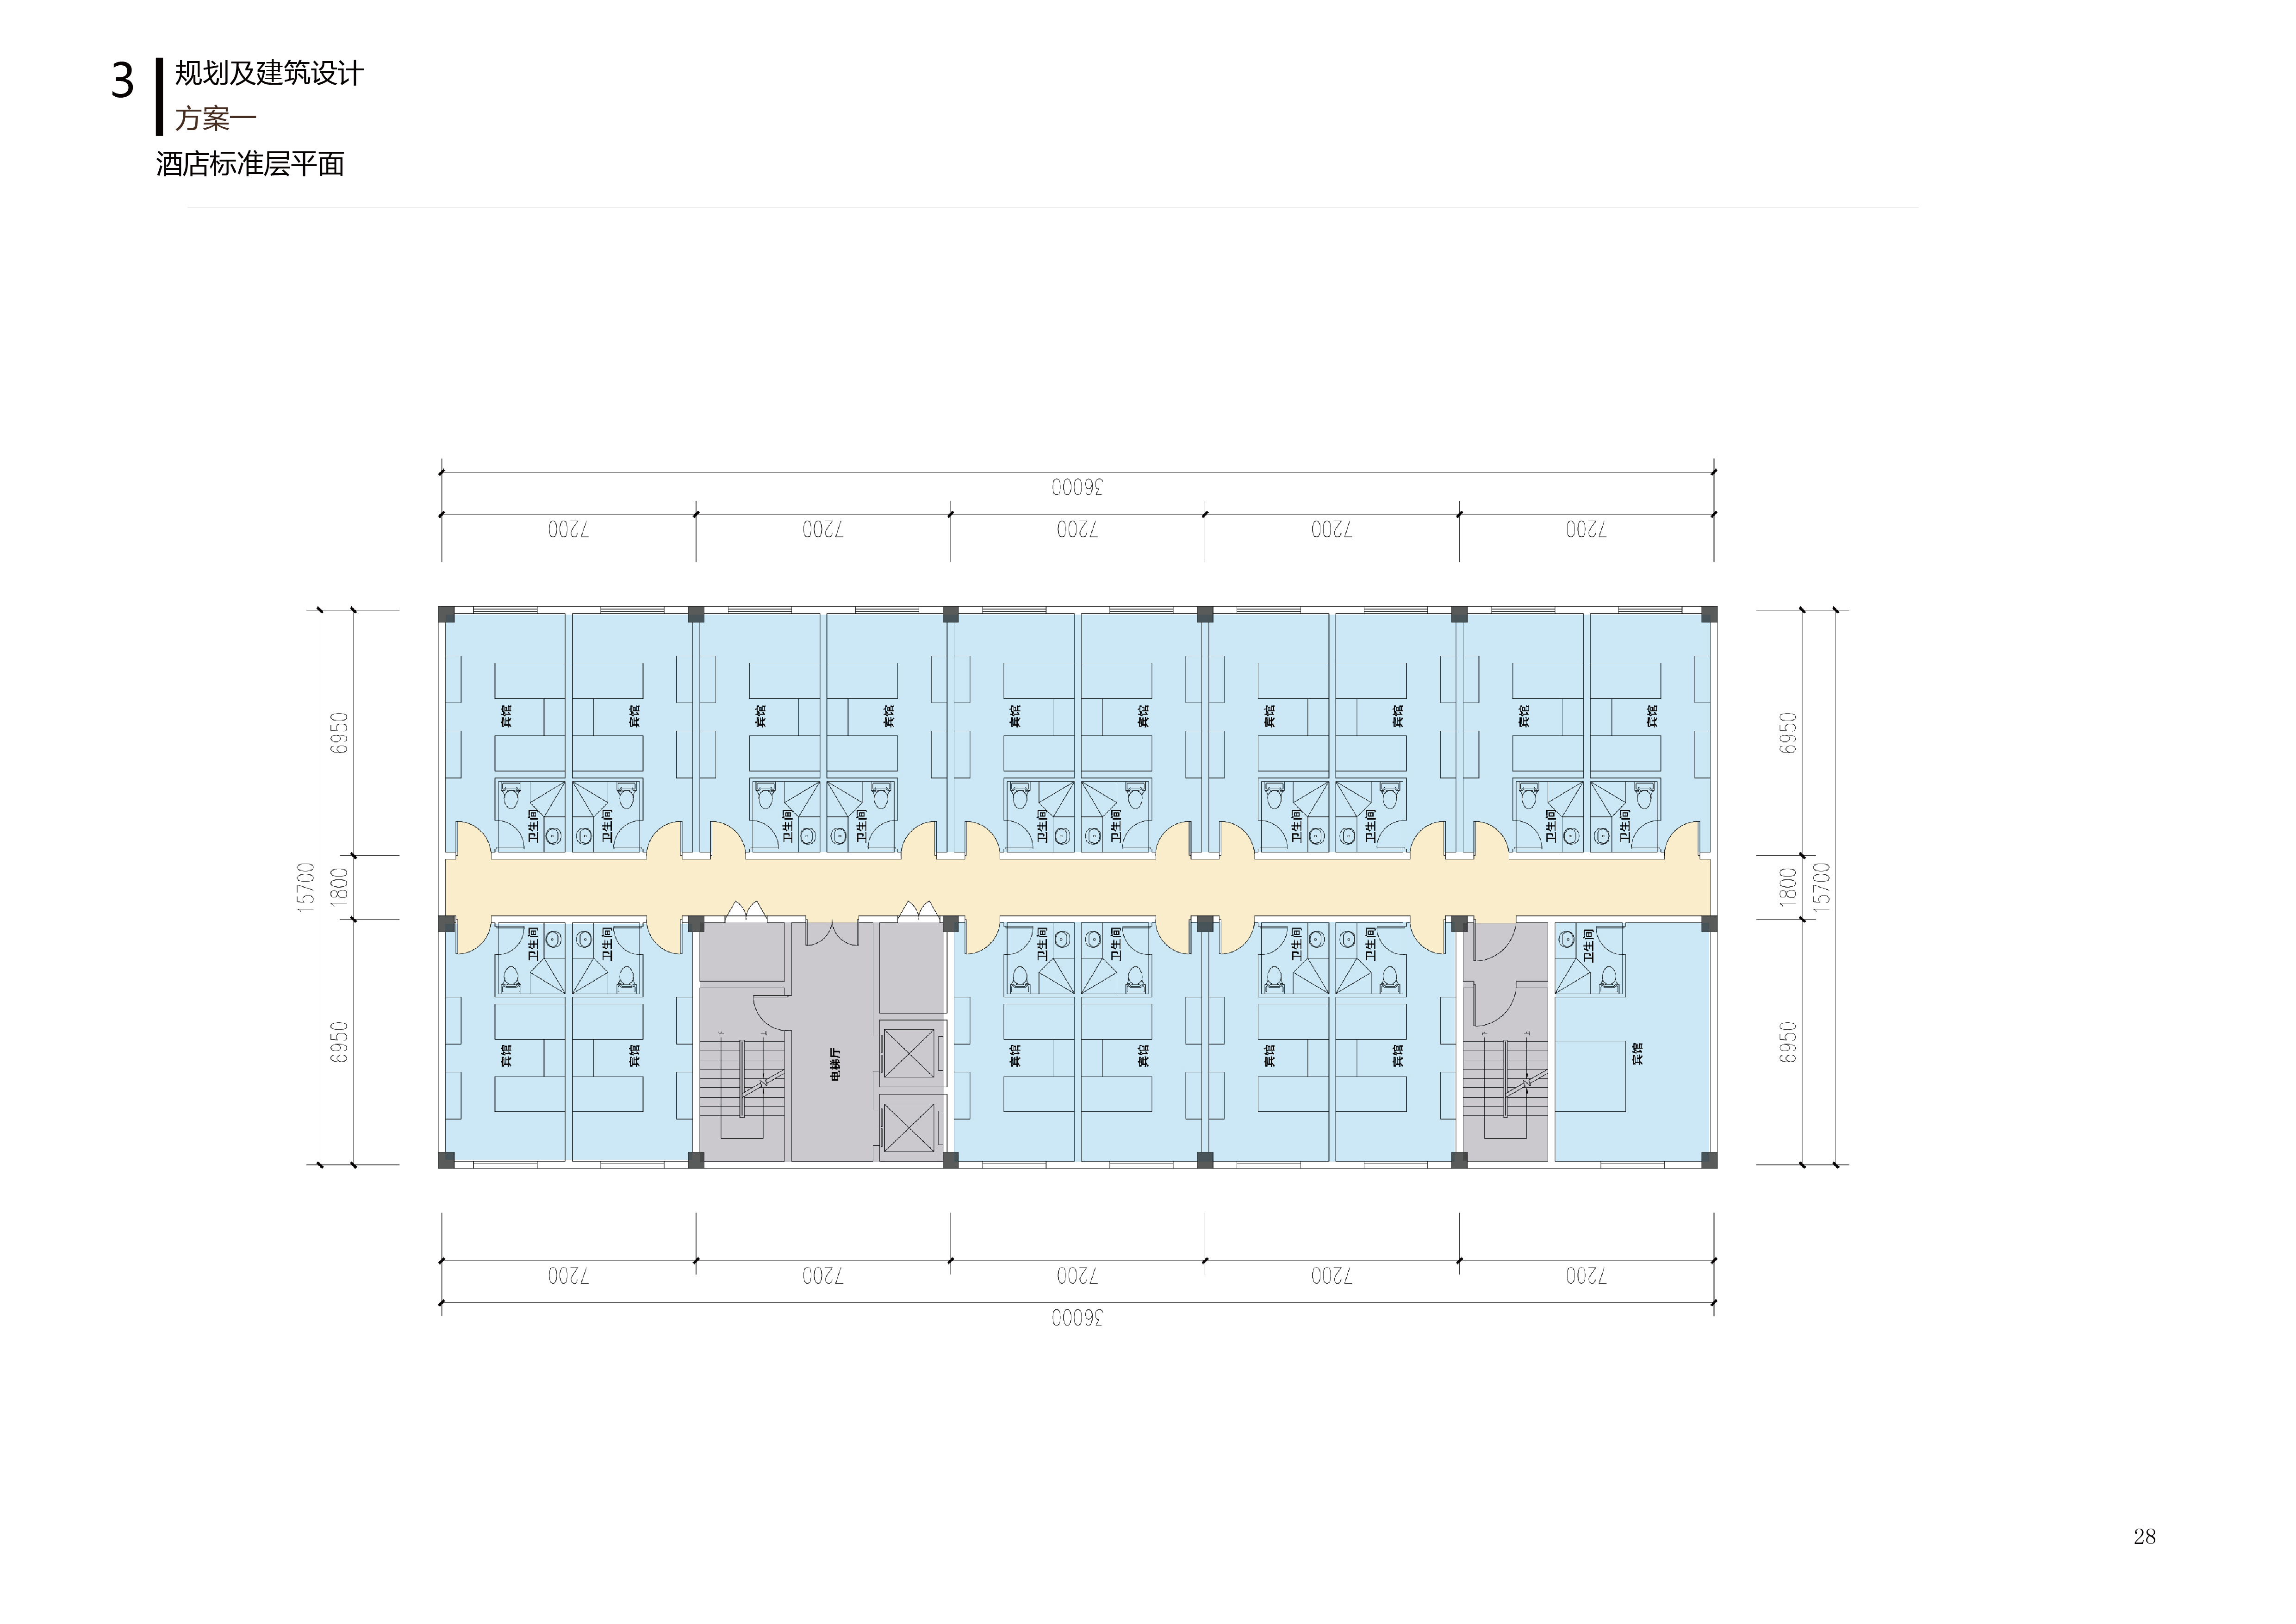 3
规划及建筑设计
方案一
酒店标准层平面
36000
7200 7200 7200 7200 7200
宾馆 宾馆 宾馆 宾馆 宾馆 宾馆 宾馆 宾馆 宾馆 宾馆
6950 6950
卫生间 卫生间 卫生间 卫生间 卫生间 卫生间 卫生间 卫生间 卫生间 卫生间
15700 1800 1800 15700
卫生间 卫生间 卫生间 卫生间 卫生间 卫生间 卫生间
6950 6950
宾馆 宾馆 电梯厅 宾馆 宾馆 宾馆 宾馆 宾馆
7200 7200 7200 7200 7200
36000
28